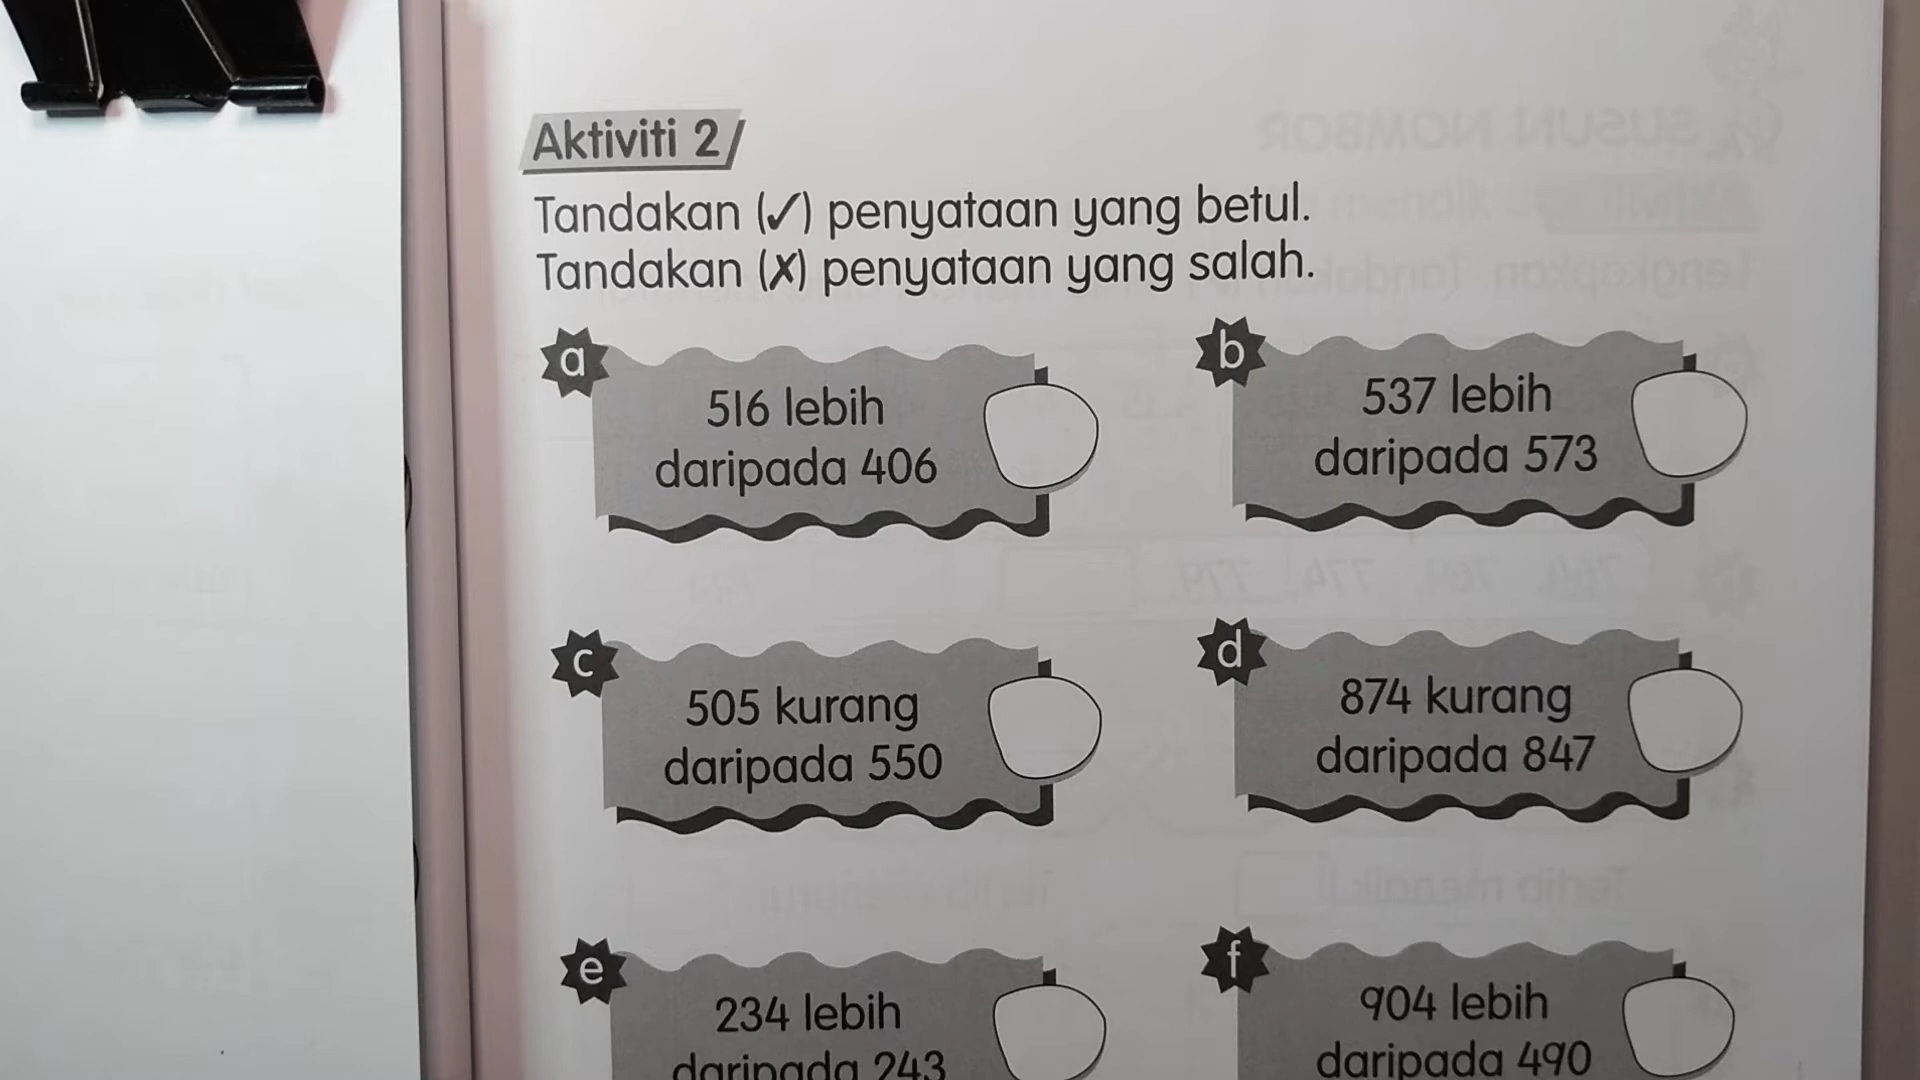 Aktiviti 2
Tandakan (✓) penyataan yang betul.
Tandakan (✗) penyataan yang salah.
a
516 lebih
daripada 406
b
537 lebih
daripada 573
c
505 kurang
daripada 550
d
874 kurang
daripada 847
e
234 lebih
daripada 243
f
904 lebih
daripada 490